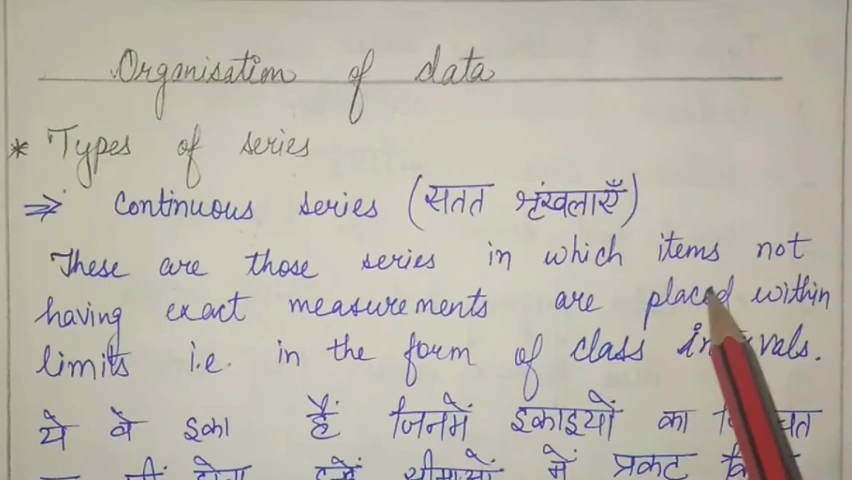 Organisation of data
* Types of series
⇒ Continuous series (सतत श्रृंखलाएँ)
These are those series in which items not
having exact measurements are placed within
limits i.e. in the form of class intervals.
ये वे इका हैं जिनमें इकाइयों का
में प्रकट